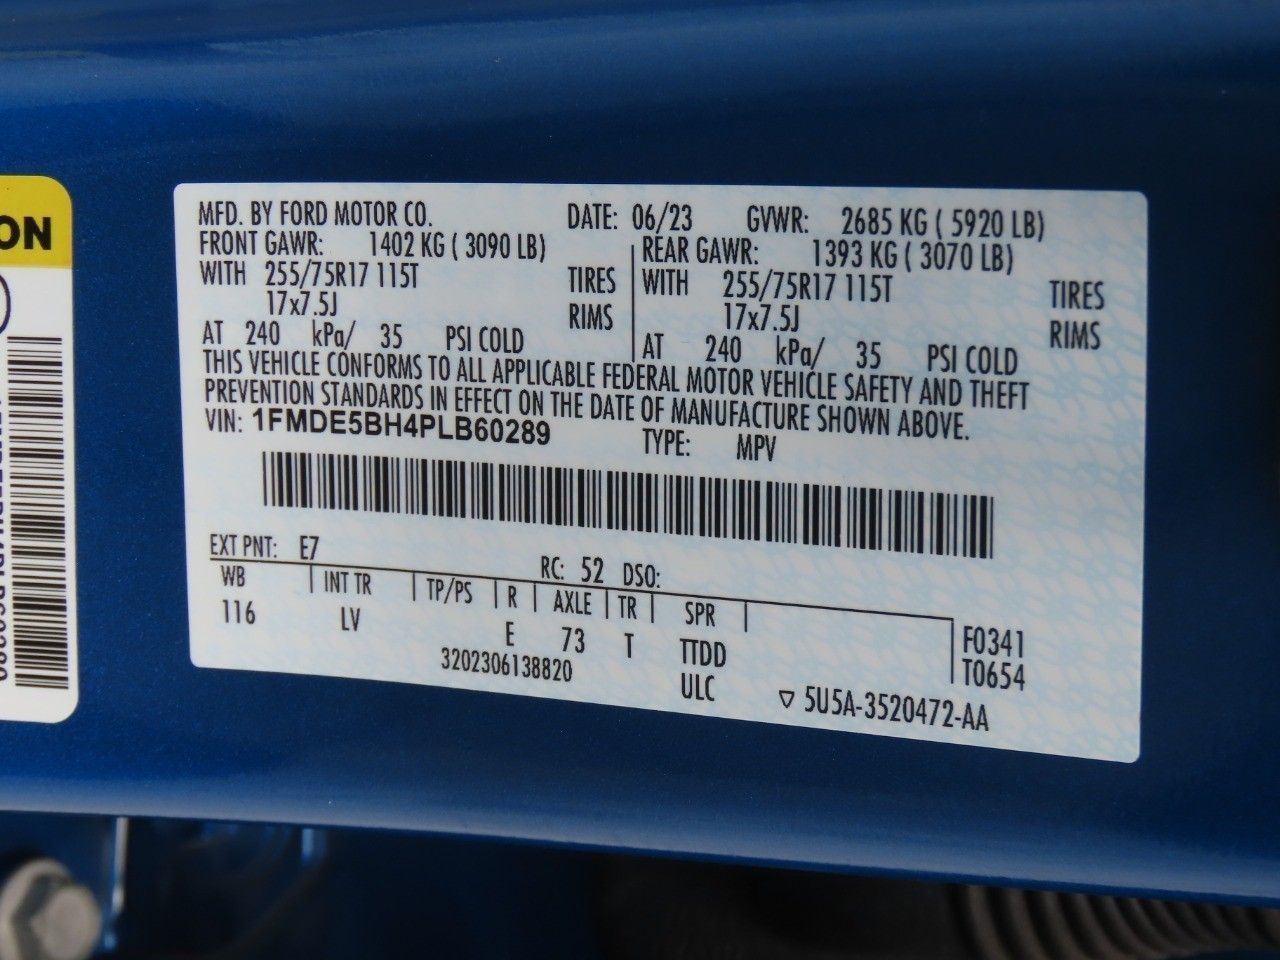 ON
MFD. BY FORD MOTOR CO. DATE: 06/23 GVWR: 2685 KG ( 5920 LB)
FRONT GAWR: 1402 KG ( 3090 LB) REAR GAWR: 1393 KG ( 3070 LB)
WITH 255/75R17 115T TIRES WITH 255/75R17 115T TIRES
17x7.5J RIMS 17x7.5J RIMS
AT 240 kPa/ 35 PSI COLD AT 240 kPa/ 35 PSI COLD
THIS VEHICLE CONFORMS TO ALL APPLICABLE FEDERAL MOTOR VEHICLE SAFETY AND THEFT
PREVENTION STANDARDS IN EFFECT ON THE DATE OF MANUFACTURE SHOWN ABOVE.
VIN: 1FMDE5BH4PLB60289 TYPE: MPV
EXT PNT: E7 RC: 52 DSO:
WB INT TR TP/PS R AXLE TR SPR
116 LV E 73 T TTDD F0341
3202306138820 ULC T0654
▽ 5U5A-3520472-AA